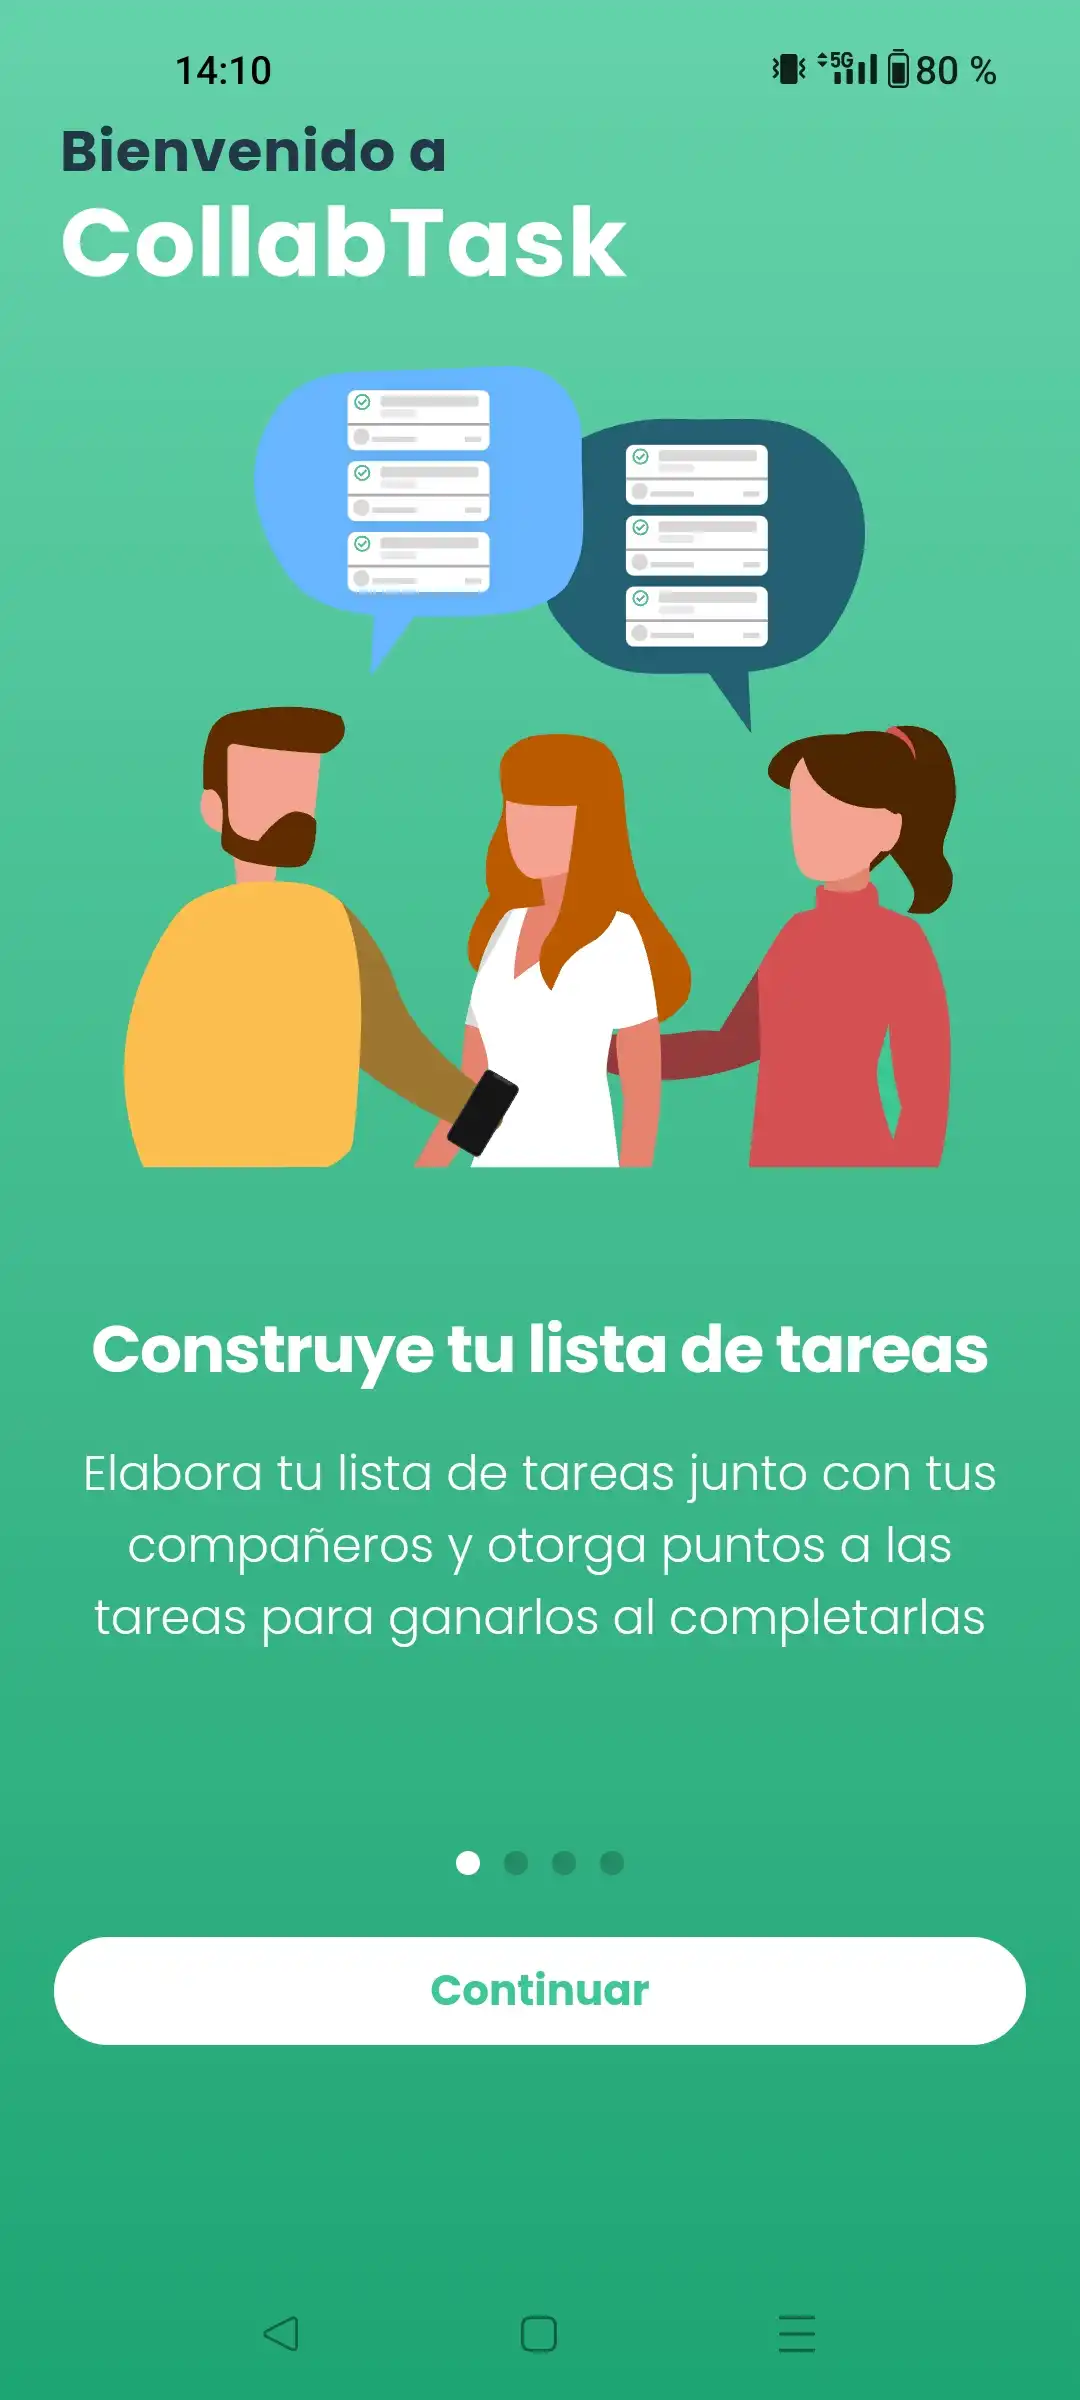 14:10
5G 80 %
Bienvenido a
CollabTask
Construye tu lista de tareas
Elabora tu lista de tareas junto con tus
compañeros y otorga puntos a las
tareas para ganarlos al completarlas
Continuar